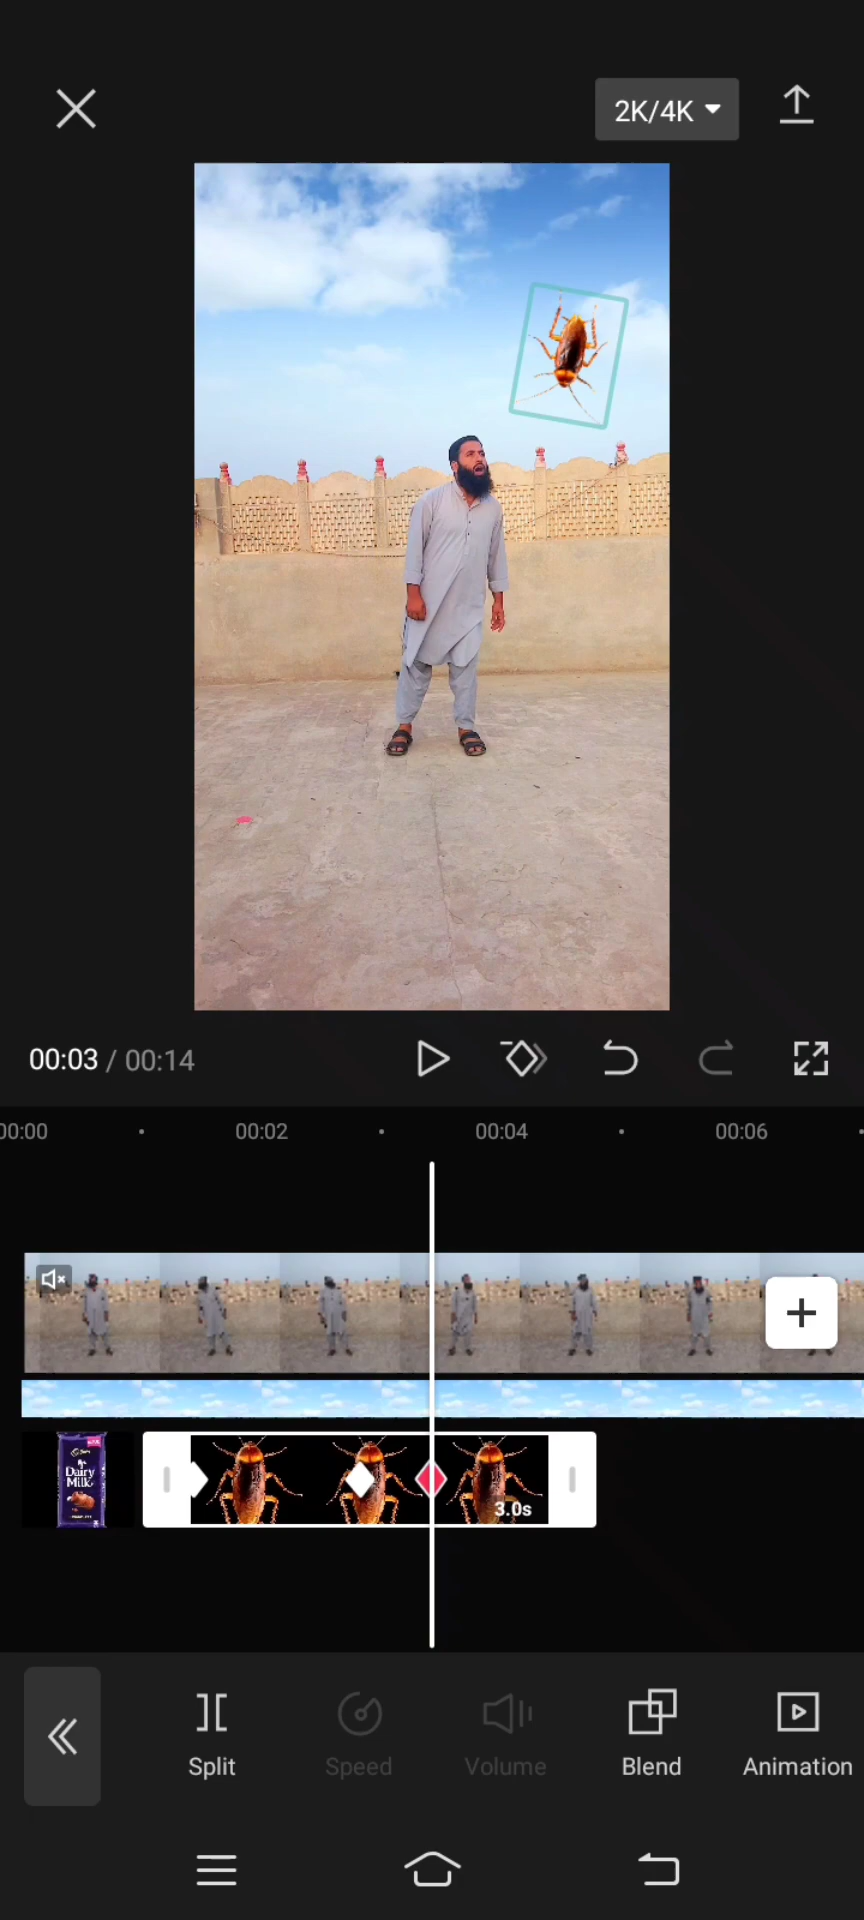 2K/4K
00:03 / 00:14
00:00
00:02
00:04
00:06
Dairy
Milk
3.0s
Split
Speed
Volume
Blend
Animation